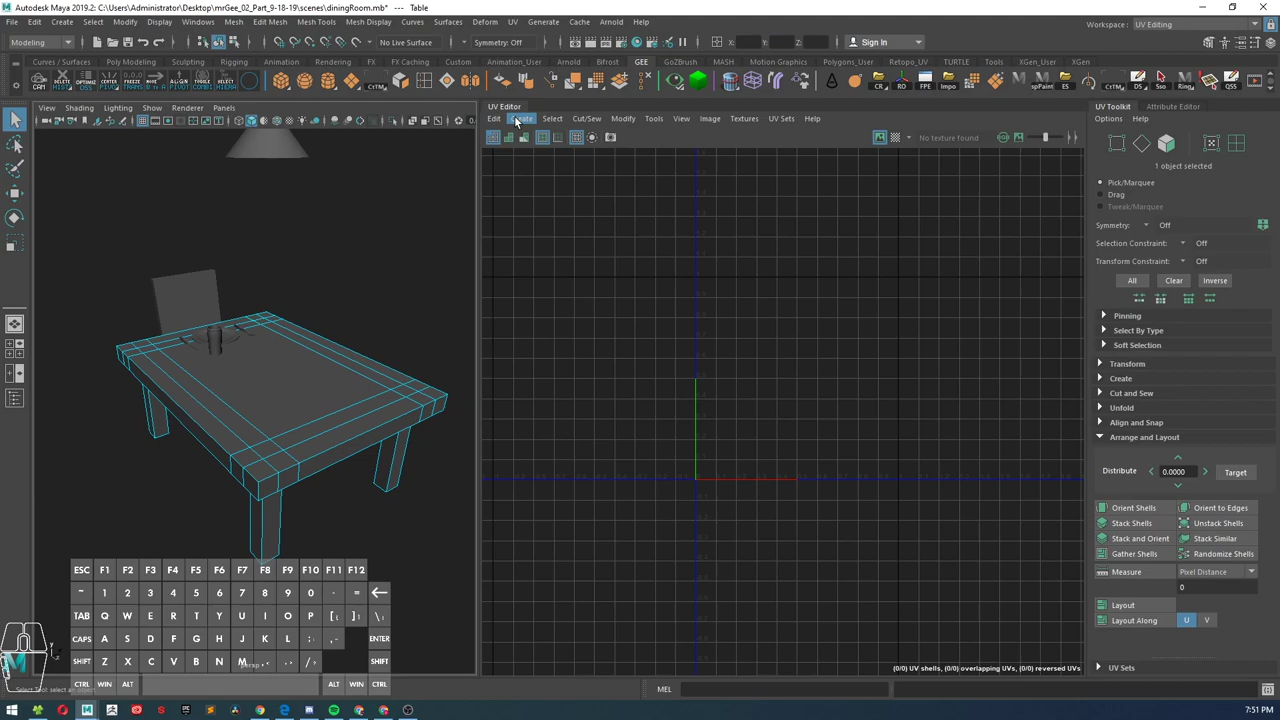 Autodesk Maya 2019.2: C:\Users\Administrator\Desktop\mrGee_02_Part_9-18-19\scenes\diningRoom.mb* --- Table
File Edit Create Select Modify Display Windows Mesh Edit Mesh Mesh Tools Mesh Display Curves Surfaces Deform UV Generate Cache Arnold Help
Workspace : UV Editing
Modeling No Live Surface Symmetry: Off Sign In
Curves / Surfaces Poly Modeling Sculpting Rigging Animation Rendering FX FX Caching Custom Animation_User Arnold Bifrost GEE GoZBrush MASH Motion Graphics Polygons_User Retopo_UV TURTLE Tools XGen_User XGen
View Shading Lighting Show Renderer Panels
UV Editor
Edit Create Select Cut/Sew Modify Tools View Image Textures UV Sets Help
No texture found
UV Toolkit Attribute Editor
Options Help
1 object selected
Pick/Marquee
Drag
Tweak/Marquee
Symmetry: Off
Selection Constraint: Off
Transform Constraint: Off
All Clear Inverse
Pinning
Select By Type
Soft Selection
Transform
Create
Cut and Sew
Unfold
Align and Snap
Arrange and Layout
Distribute 0.0000 Target
Orient Shells Orient to Edges
Stack Shells Unstack Shells
Stack and Orient Stack Similar
Gather Shells Randomize Shells
Measure Pixel Distance
0
Layout
Layout Along U V
UV Sets
ESC F1 F2 F3 F4 F5 F6 F7 F8 F9 F10 F11 F12
~ 1 2 3 4 5 6 7 8 9 0 - =
TAB Q W E R T Y U I O P [ ]
CAPS A S D F G H J K L ENTER
SHIFT Z X C V B N M SHIFT
persp
CTRL WIN ALT ALT WIN CTRL
(0/0) UV shells, (0/0) overlapping UVs, (0/0) reversed UVs
Select Tool: select an object
MEL
7:51 PM